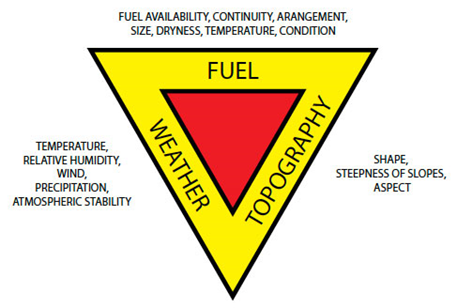 FUEL AVAILABILITY, CONTINUITY, ARANGEMENT,
SIZE, DRYNESS, TEMPERATURE, CONDITION
FUEL
WEATHER
TOPOGRAPHY
TEMPERATURE,
RELATIVE HUMIDITY,
WIND,
PRECIPITATION,
ATMOSPHERIC STABILITY
SHAPE,
STEEPNESS OF SLOPES,
ASPECT